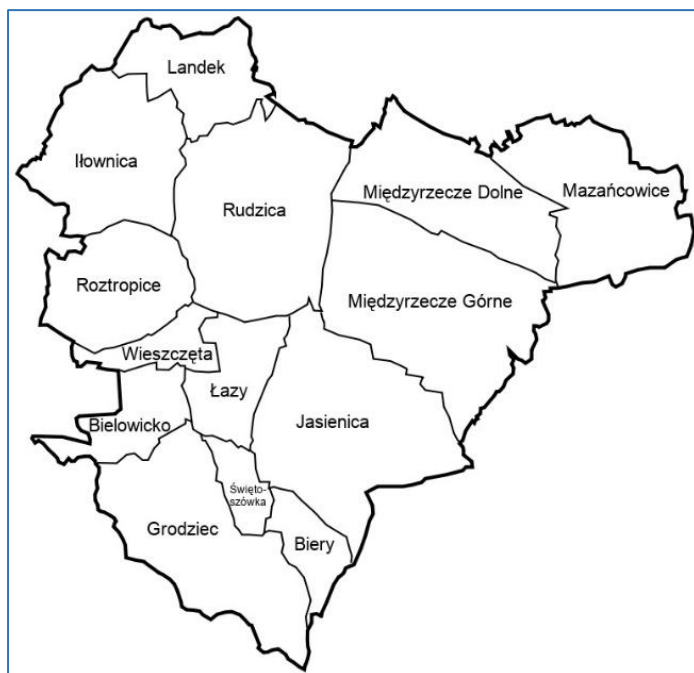 Landek
Iłownica
Rudzica
Międzyrzecze Dolne
Mazańcowice
Roztropice
Międzyrzecze Górne
Wieszczęta
Łazy
Bielowicko
Jasienica
Święto-
szówka
Grodziec
Biery